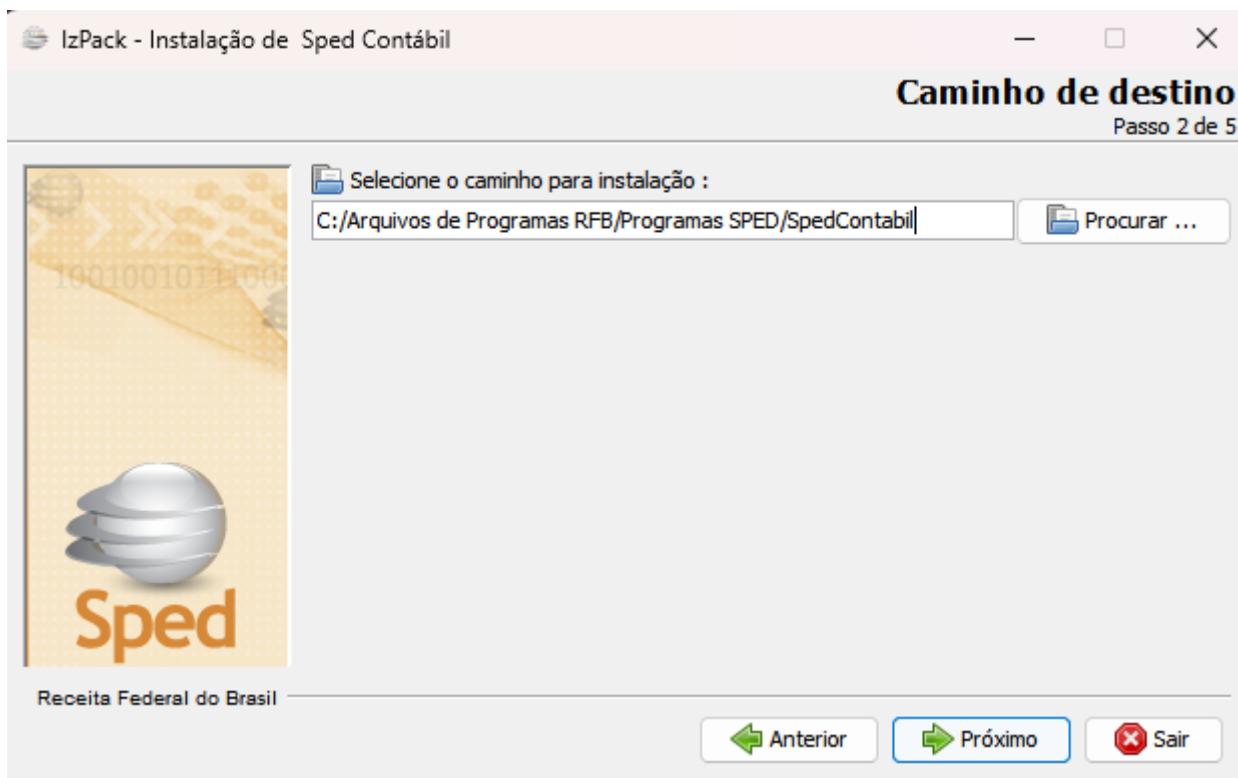 IzPack - Instalação de Sped Contábil
Caminho de destino
Passo 2 de 5
Selecione o caminho para instalação :
C:/Arquivos de Programas RFB/Programas SPED/SpedContabil
Procurar ...
10010010111000
Sped
Receita Federal do Brasil
Anterior
Próximo
Sair